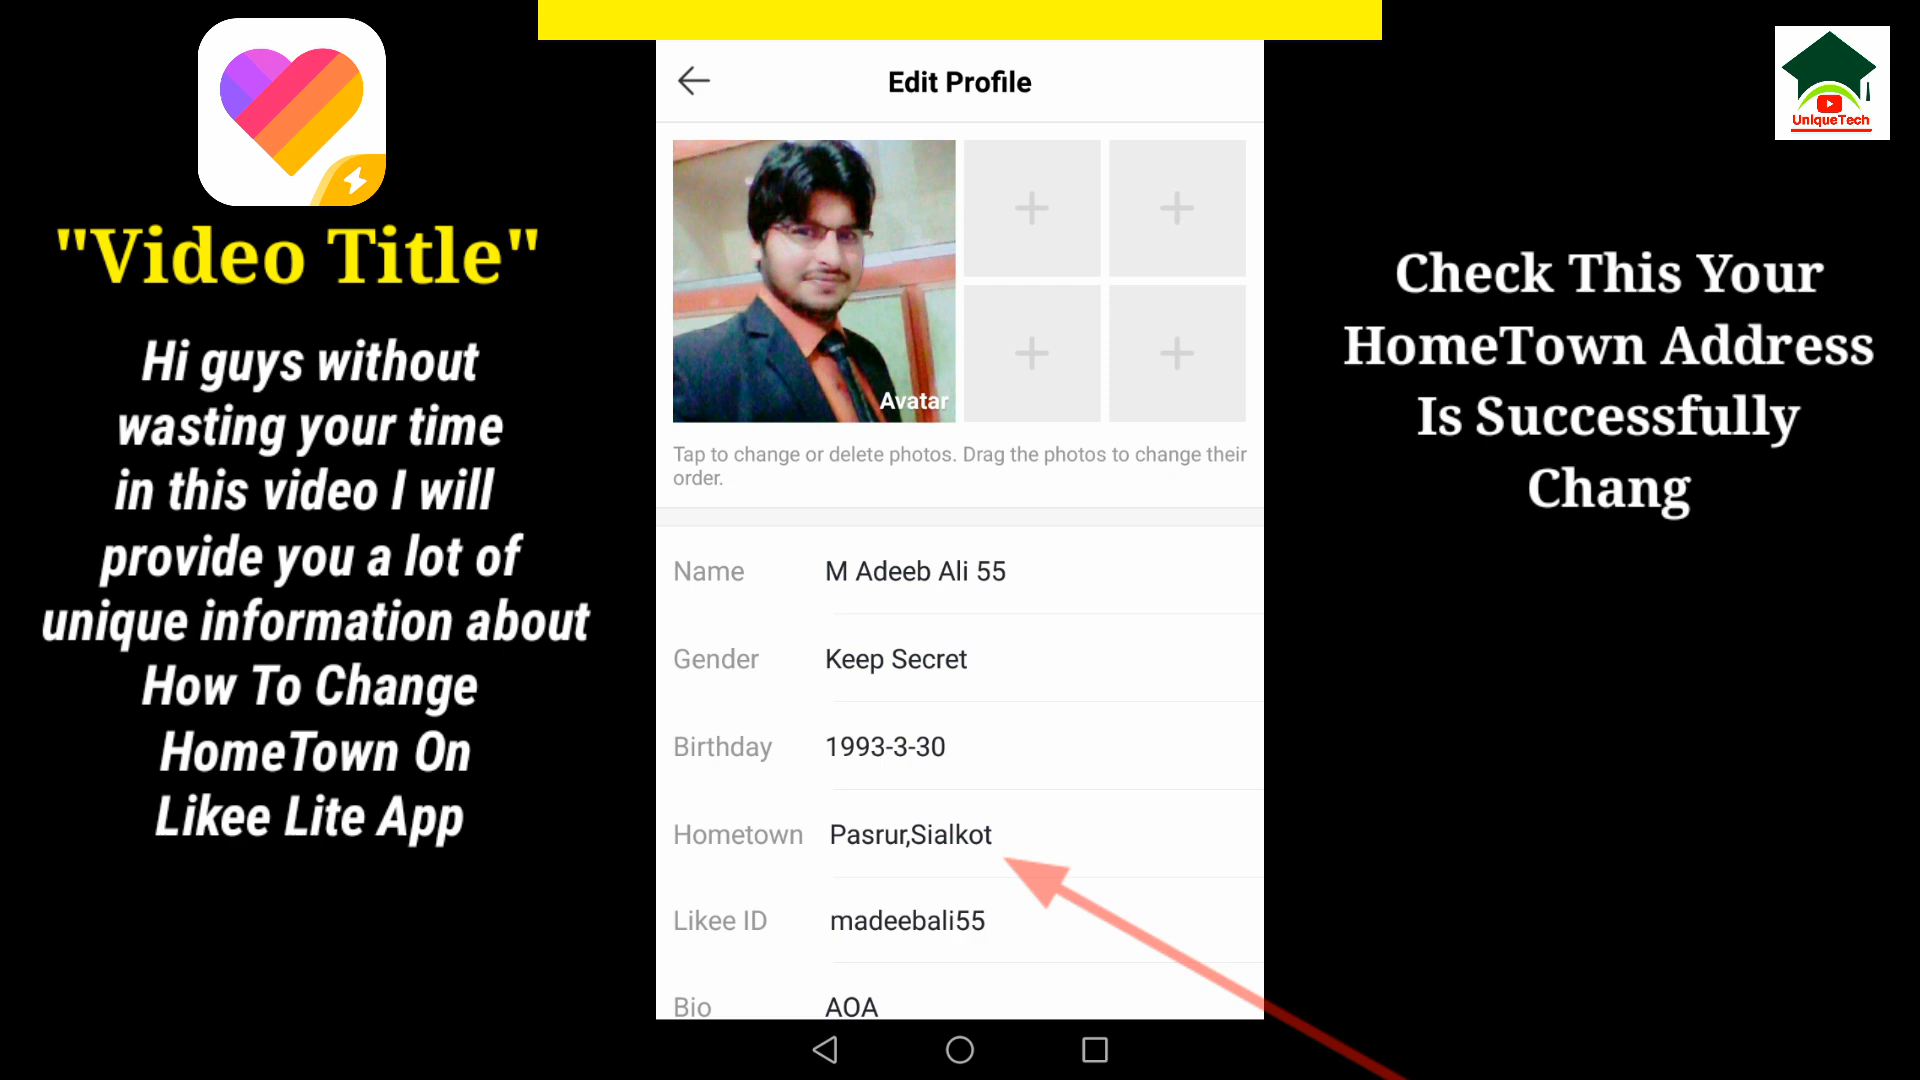 "Video Title"
Hi guys without
wasting your time
in this video I will
provide you a lot of
unique information about
How To Change
HomeTown On
Likee Lite App
Edit Profile
Avatar
Tap to change or delete photos. Drag the photos to change their
order.
Name M Adeeb Ali 55
Gender Keep Secret
Birthday 1993-3-30
Hometown Pasrur,Sialkot
Likee ID madeebali55
Bio AOA
UniqueTech
Check This Your
HomeTown Address
Is Successfully
Chang